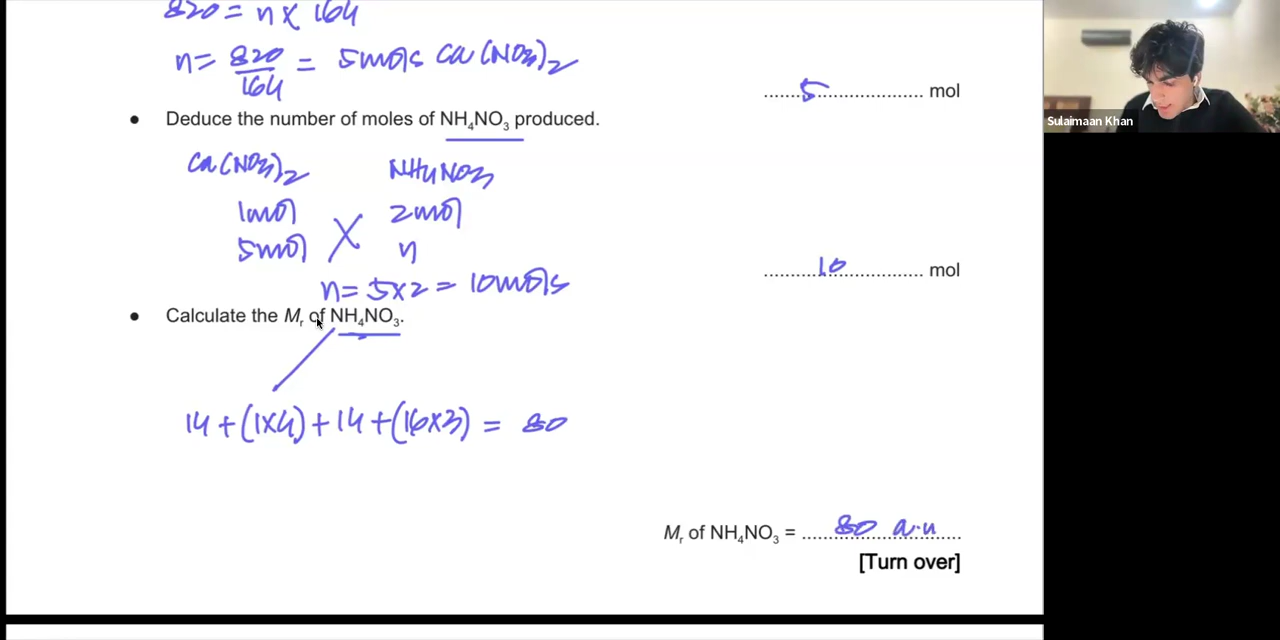 820 = n x 164
n = 820/164 = 5mols Ca(NO3)2
.......5........................ mol
Sulaimaan Khan
• Deduce the number of moles of NH₄NO₃ produced.
Ca(NO3)2 NH4NO3
1mol 2mol
5mol n
n = 5x2 = 10mols
..........10...................... mol
• Calculate the Mᵣ of NH₄NO₃.
14 + (1x4) + 14 + (16x3) = 80
Mᵣ of NH₄NO₃ = ........80 a.u........
[Turn over]